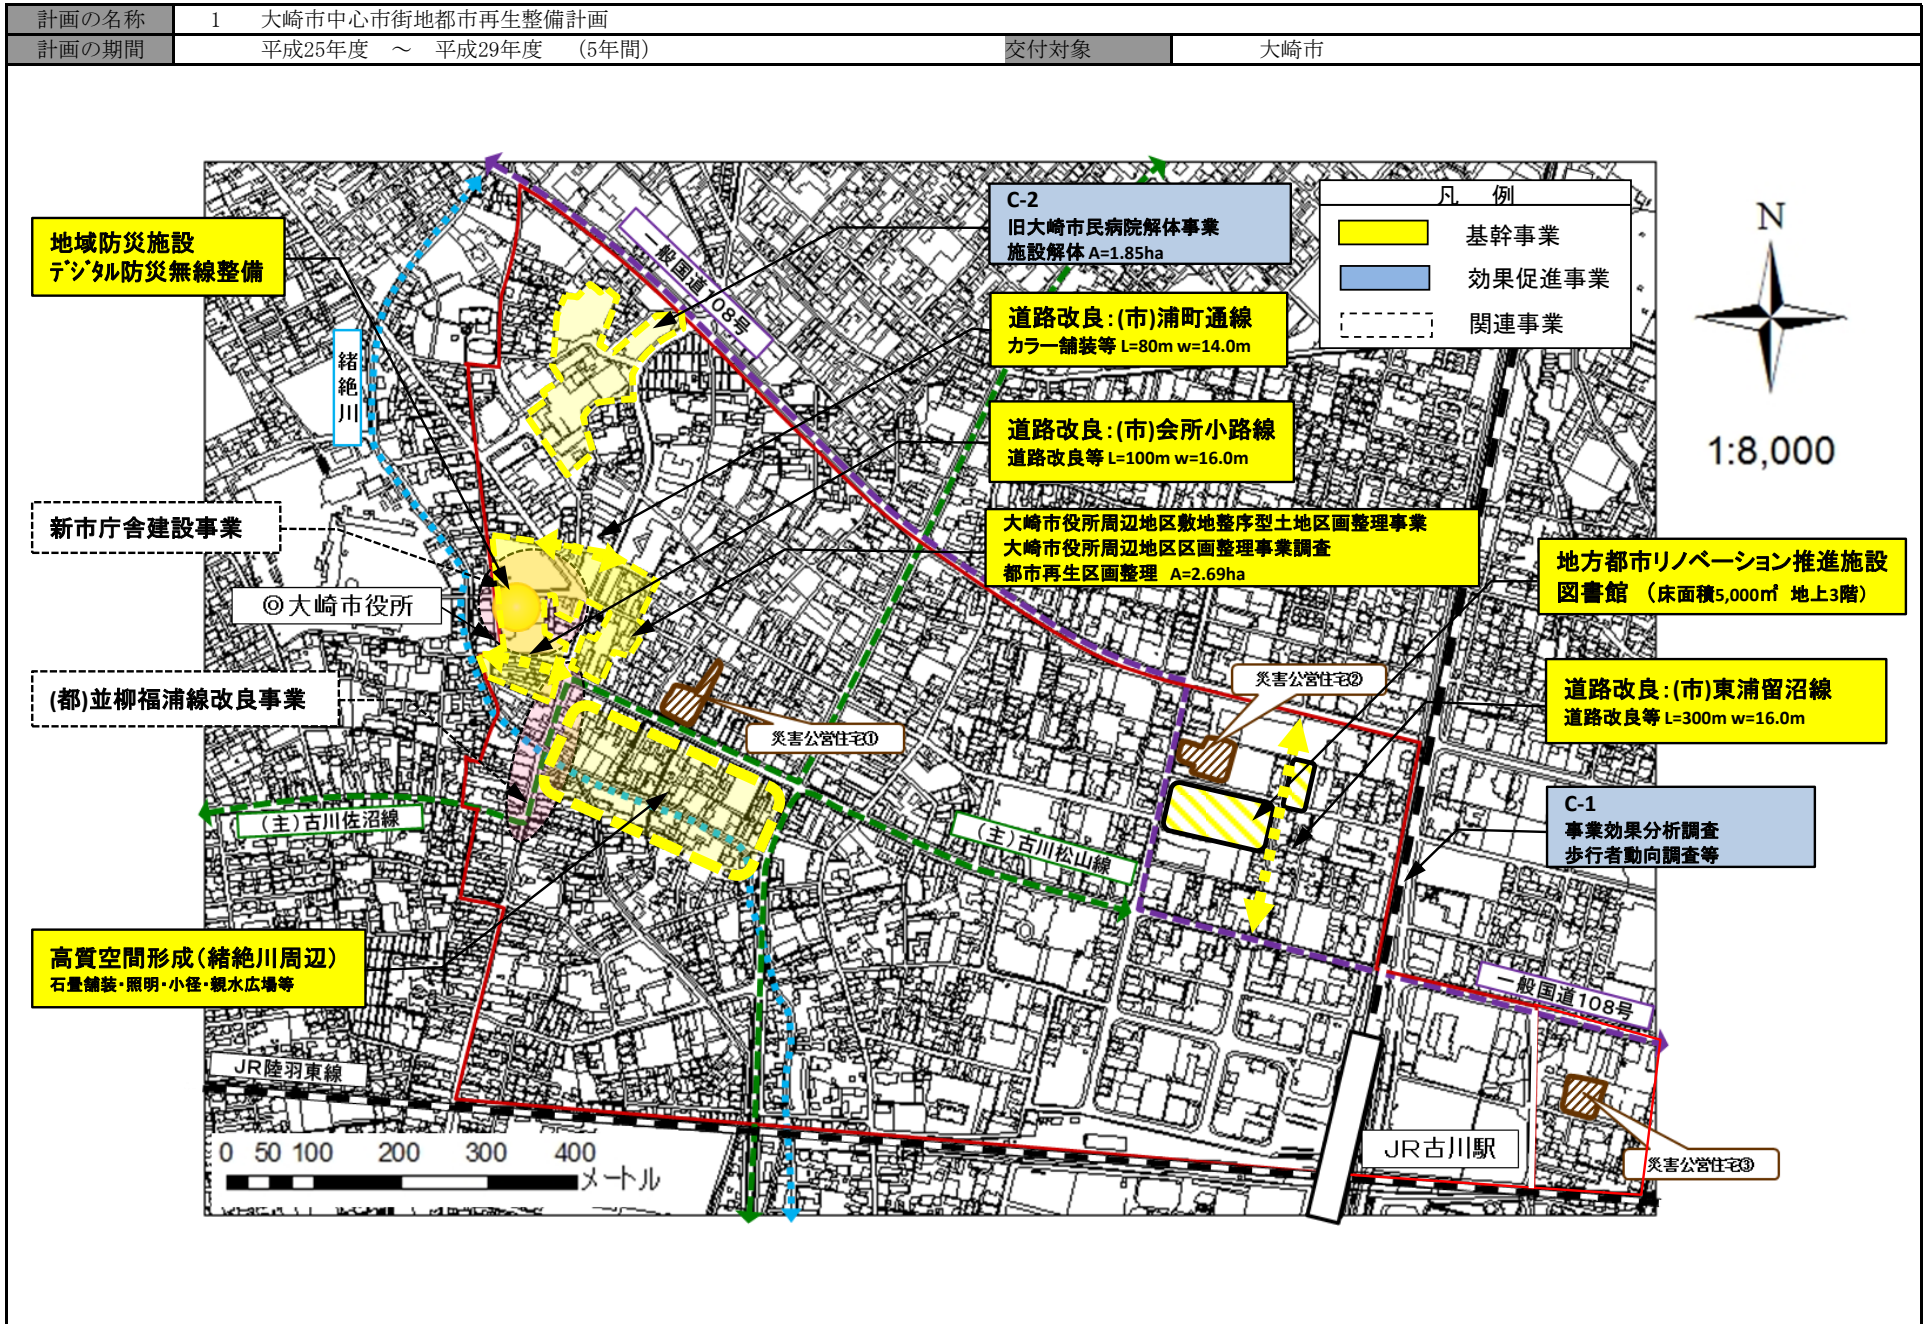 計画の名称 1 大崎市中心市街地都市再生整備計画
計画の期間 平成25年度 ～ 平成29年度 (5年間) 交付対象 大崎市
地域防災施設
デジタル防災無線整備
緒絶川
新市庁舎建設事業
◎大崎市役所
(都)並柳福浦線改良事業
(主)古川佐沼線
高質空間形成(緒絶川周辺)
石畳舗装・照明・小径・親水広場等
JR陸羽東線
0 50 100 200 300 400
メートル
一般国道108号
C-2
旧大崎市民病院解体事業
施設解体 A=1.85ha
道路改良:(市)浦町通線
カラー舗装等 L=80m w=14.0m
道路改良:(市)会所小路線
道路改良等 L=100m w=16.0m
大崎市役所周辺地区敷地整序型土地区画整理事業
大崎市役所周辺地区区画整理事業調査
都市再生区画整理 A=2.69ha
災害公営住宅①
災害公営住宅②
(主)古川松山線
凡 例
基幹事業
効果促進事業
関連事業
N
1:8,000
地方都市リノベーション推進施設
図書館 (床面積5,000㎡ 地上3階)
道路改良:(市)東浦留沼線
道路改良等 L=300m w=16.0m
C-1
事業効果分析調査
歩行者動向調査等
一般国道108号
JR古川駅
災害公営住宅③